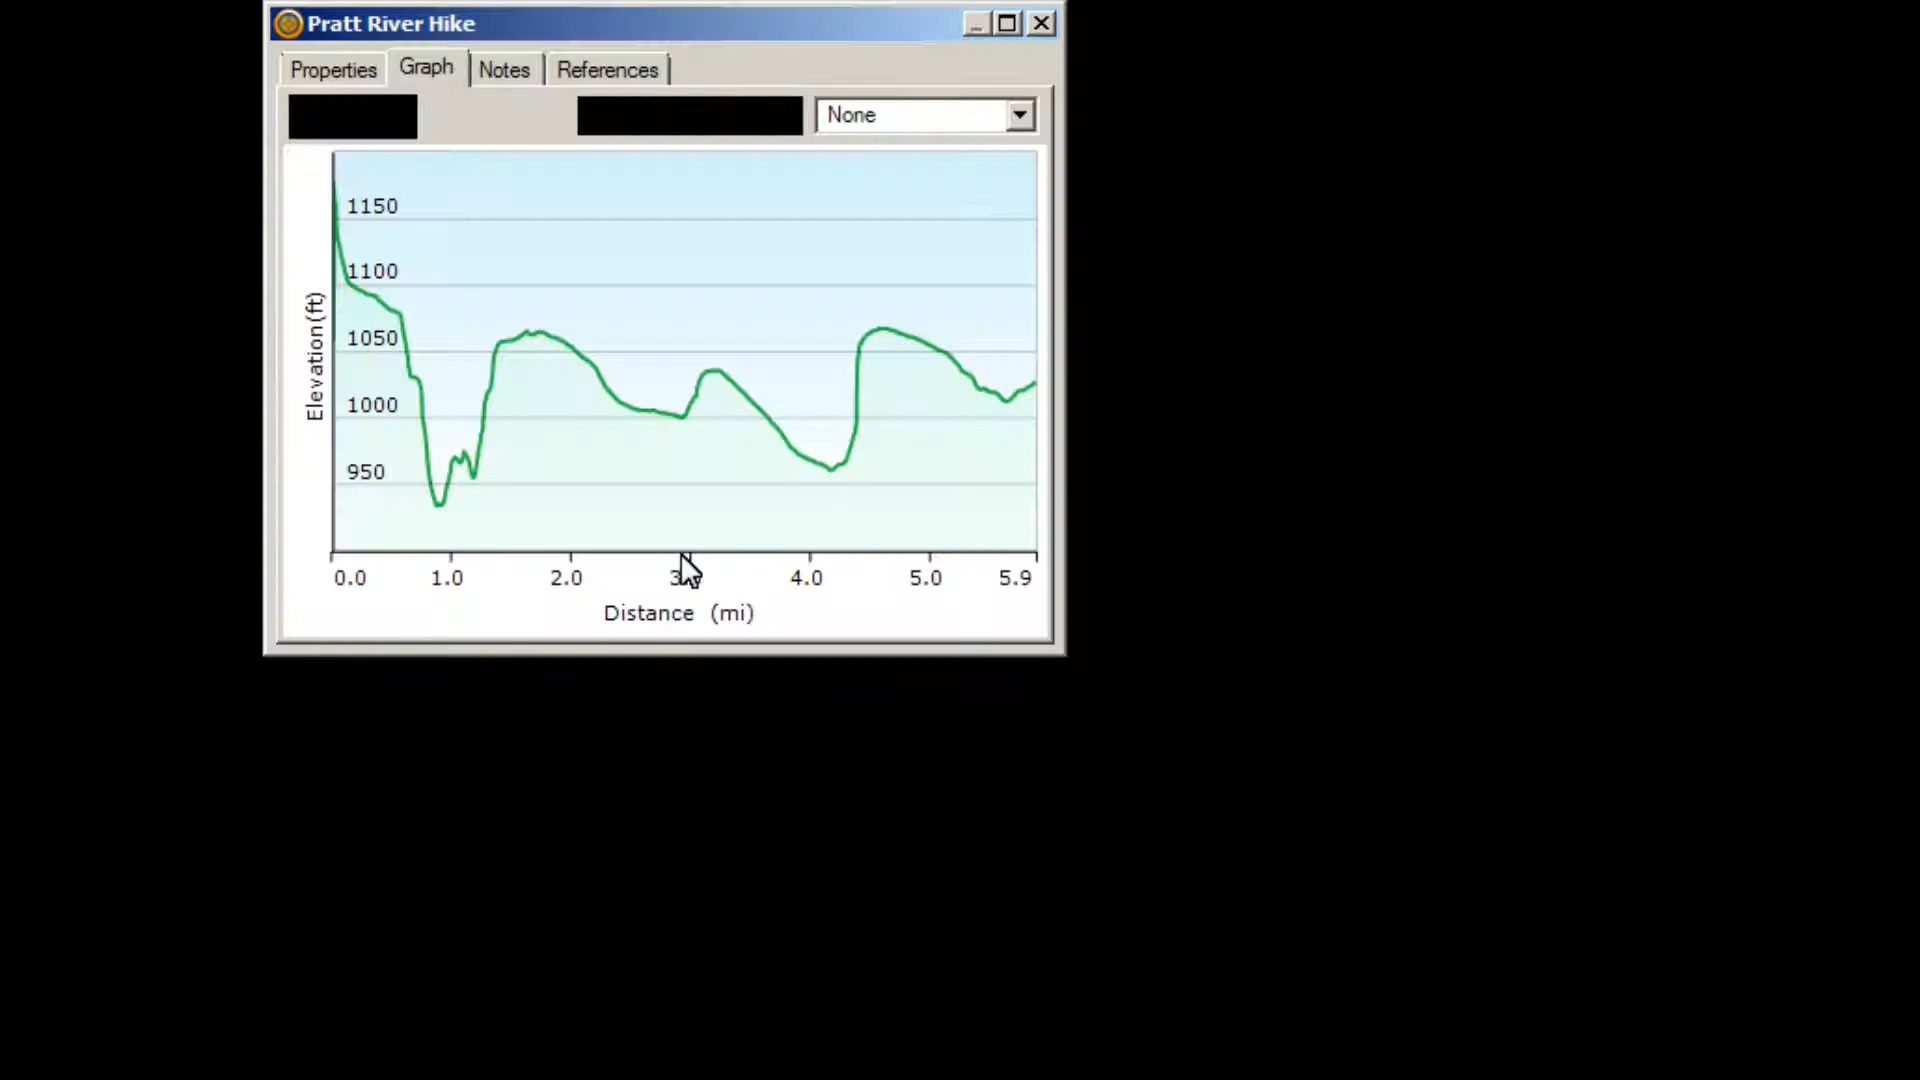 Pratt River Hike
Properties Graph Notes References
None
1150
1100
1050
1000
950
Elevation(ft)
0.0 1.0 2.0 4.0 5.0 5.9
Distance (mi)